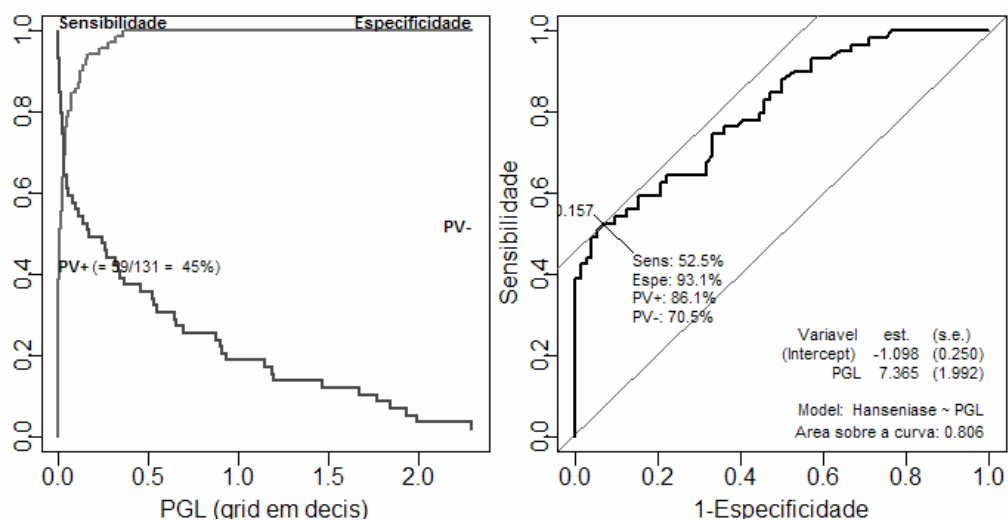 Sensibilidade Especificidade
1.0
0.8
0.6
0.4
0.2
0.0
PV-
PV+ (= 59/131 = 45%)
0.0 0.5 1.0 1.5 2.0
PGL (grid em decis)
Sensibilidade
1.0
0.8
0.6
0.4
0.2
0.0
0.157
Sens: 52.5%
Espe: 93.1%
PV+: 86.1%
PV-: 70.5%
Variavel est. (s.e.)
(Intercept) -1.098 (0.250)
PGL 7.365 (1.992)
Model: Hanseniase ~ PGL
Area sobre a curva: 0.806
0.0 0.2 0.4 0.6 0.8 1.0
1-Especificidade